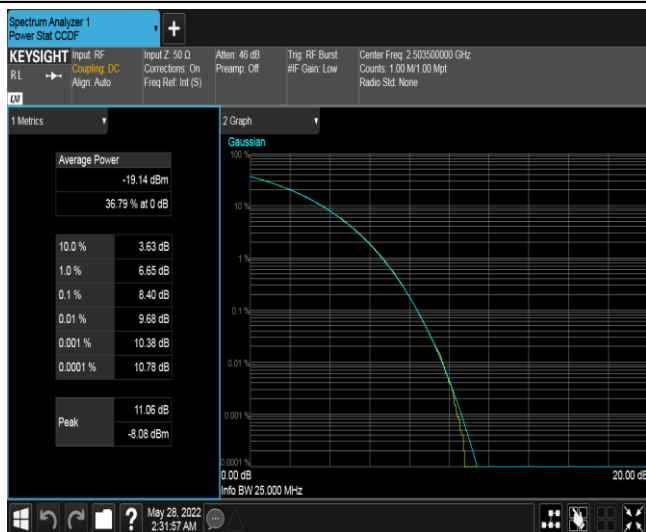 Spectrum Analyzer 1
Power Stat CCDF
+
KEYSIGHT
RL
LXI
Input: RF
Coupling: DC
Align: Auto
Input Z: 50 Ω
Corrections: On
Freq Ref: Int (S)
Atten: 46 dB
Preamp: Off
Trig: RF Burst
#IF Gain: Low
Center Freq: 2.503500000 GHz
Counts: 1.00 M/1.00 Mpt
Radio Std: None
1 Metrics
Average Power
-19.14 dBm
36.79 % at 0 dB
10.0 % 3.63 dB
1.0 % 6.65 dB
0.1 % 8.40 dB
0.01 % 9.68 dB
0.001 % 10.38 dB
0.0001 % 10.78 dB
Peak
11.06 dB
-8.08 dBm
2 Graph
Gaussian
100 %
10 %
1 %
0.1 %
0.01 %
0.001 %
0.0001 %
0.00 dB 20.00 dB
Info BW 25.000 MHz
?
May 28, 2022
2:31:57 AM